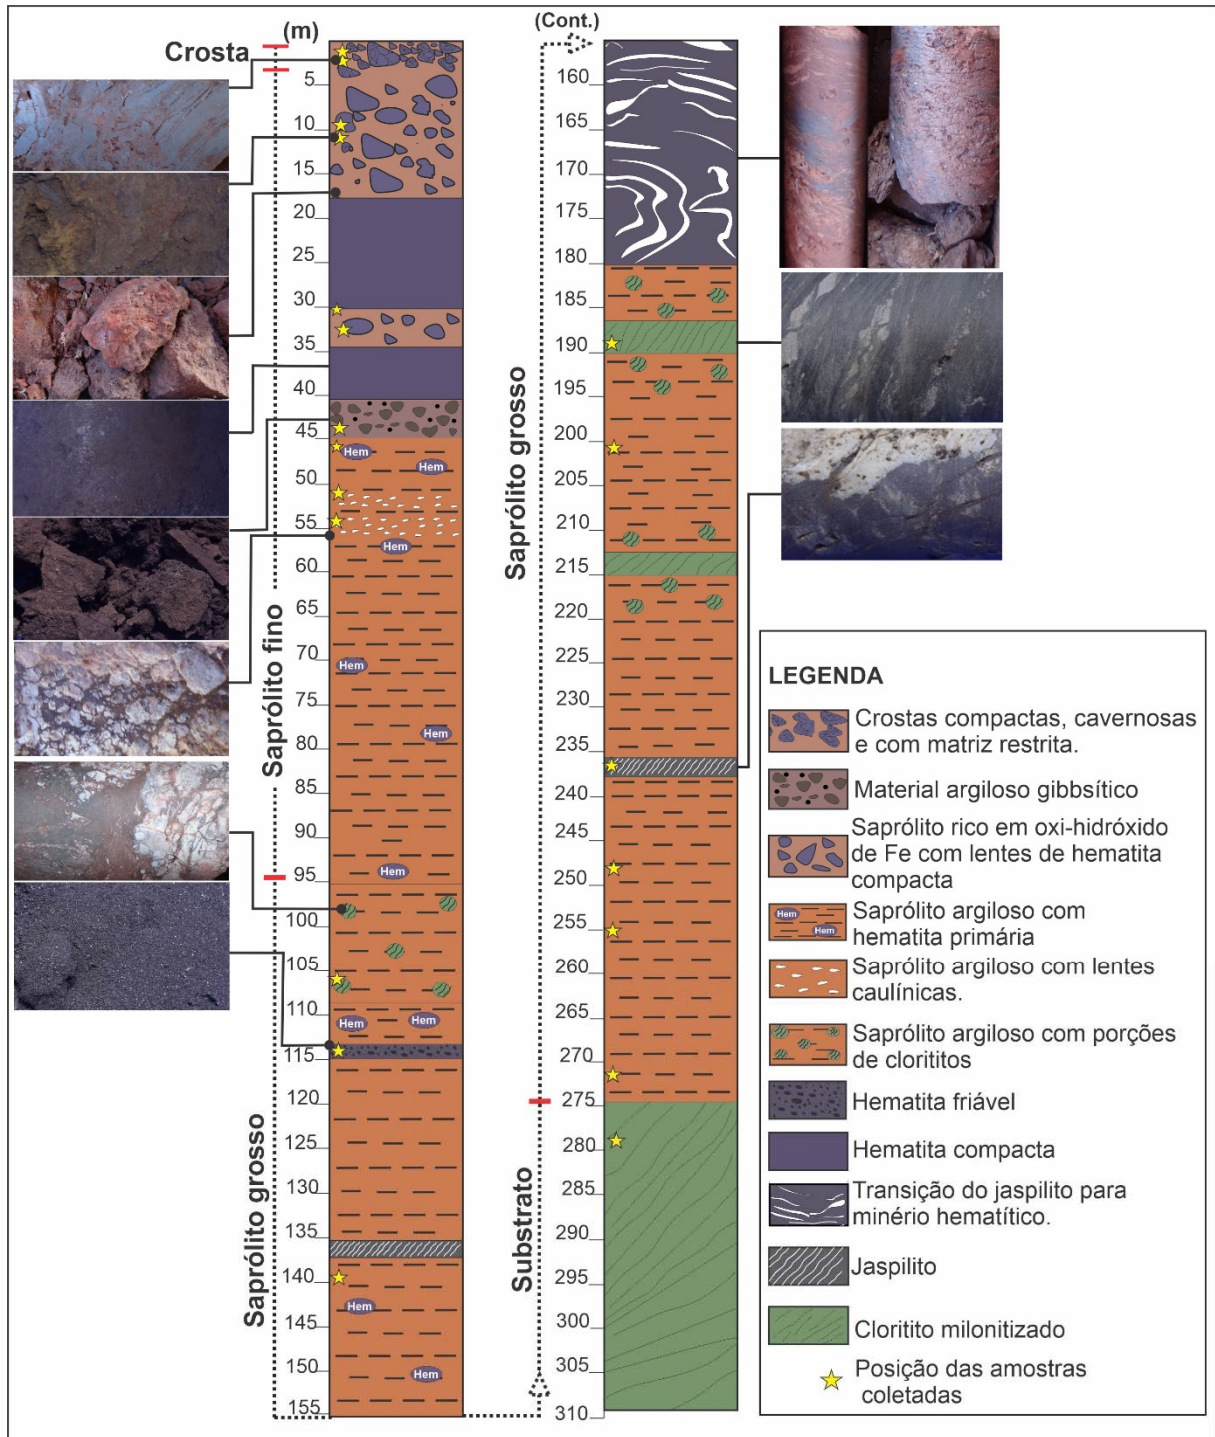 (m)
Crosta
5
10
15
20
25
30
35
40
45
Hem
Hem
50
55
Hem
60
65
70
Hem
75
Hem
80
85
90
Hem
95
100
105
110
Hem
Hem
115
120
125
130
135
140
Hem
145
150
Hem
155
Saprólito fino
Saprólito grosso
(Cont.)
160
165
170
175
180
185
190
195
200
205
210
215
220
225
230
235
240
245
250
255
260
265
270
275
280
285
290
295
300
305
310
Saprólito grosso
Substrato
LEGENDA
Crostas compactas, cavernosas
e com matriz restrita.
Material argiloso gibbsítico
Saprólito rico em oxi-hidróxido
de Fe com lentes de hematita
compacta
Hem
Hem
Saprólito argiloso com
hematita primária
Saprólito argiloso com lentes
caulínicas.
Saprólito argiloso com porções
de clorititos
Hematita friável
Hematita compacta
Transição do jaspilito para
minério hematítico.
Jaspilito
Cloritito milonitizado
Posição das amostras
coletadas